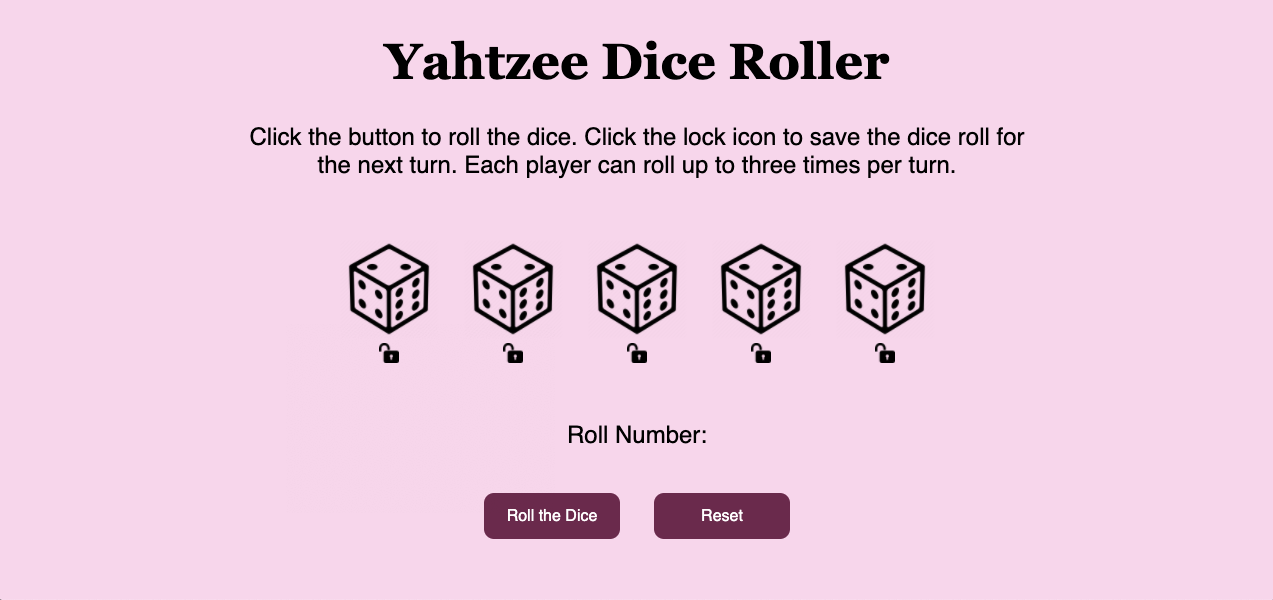 Yahtzee Dice Roller
Click the button to roll the dice. Click the lock icon to save the dice roll for
the next turn. Each player can roll up to three times per turn.
Roll Number:
Roll the Dice
Reset